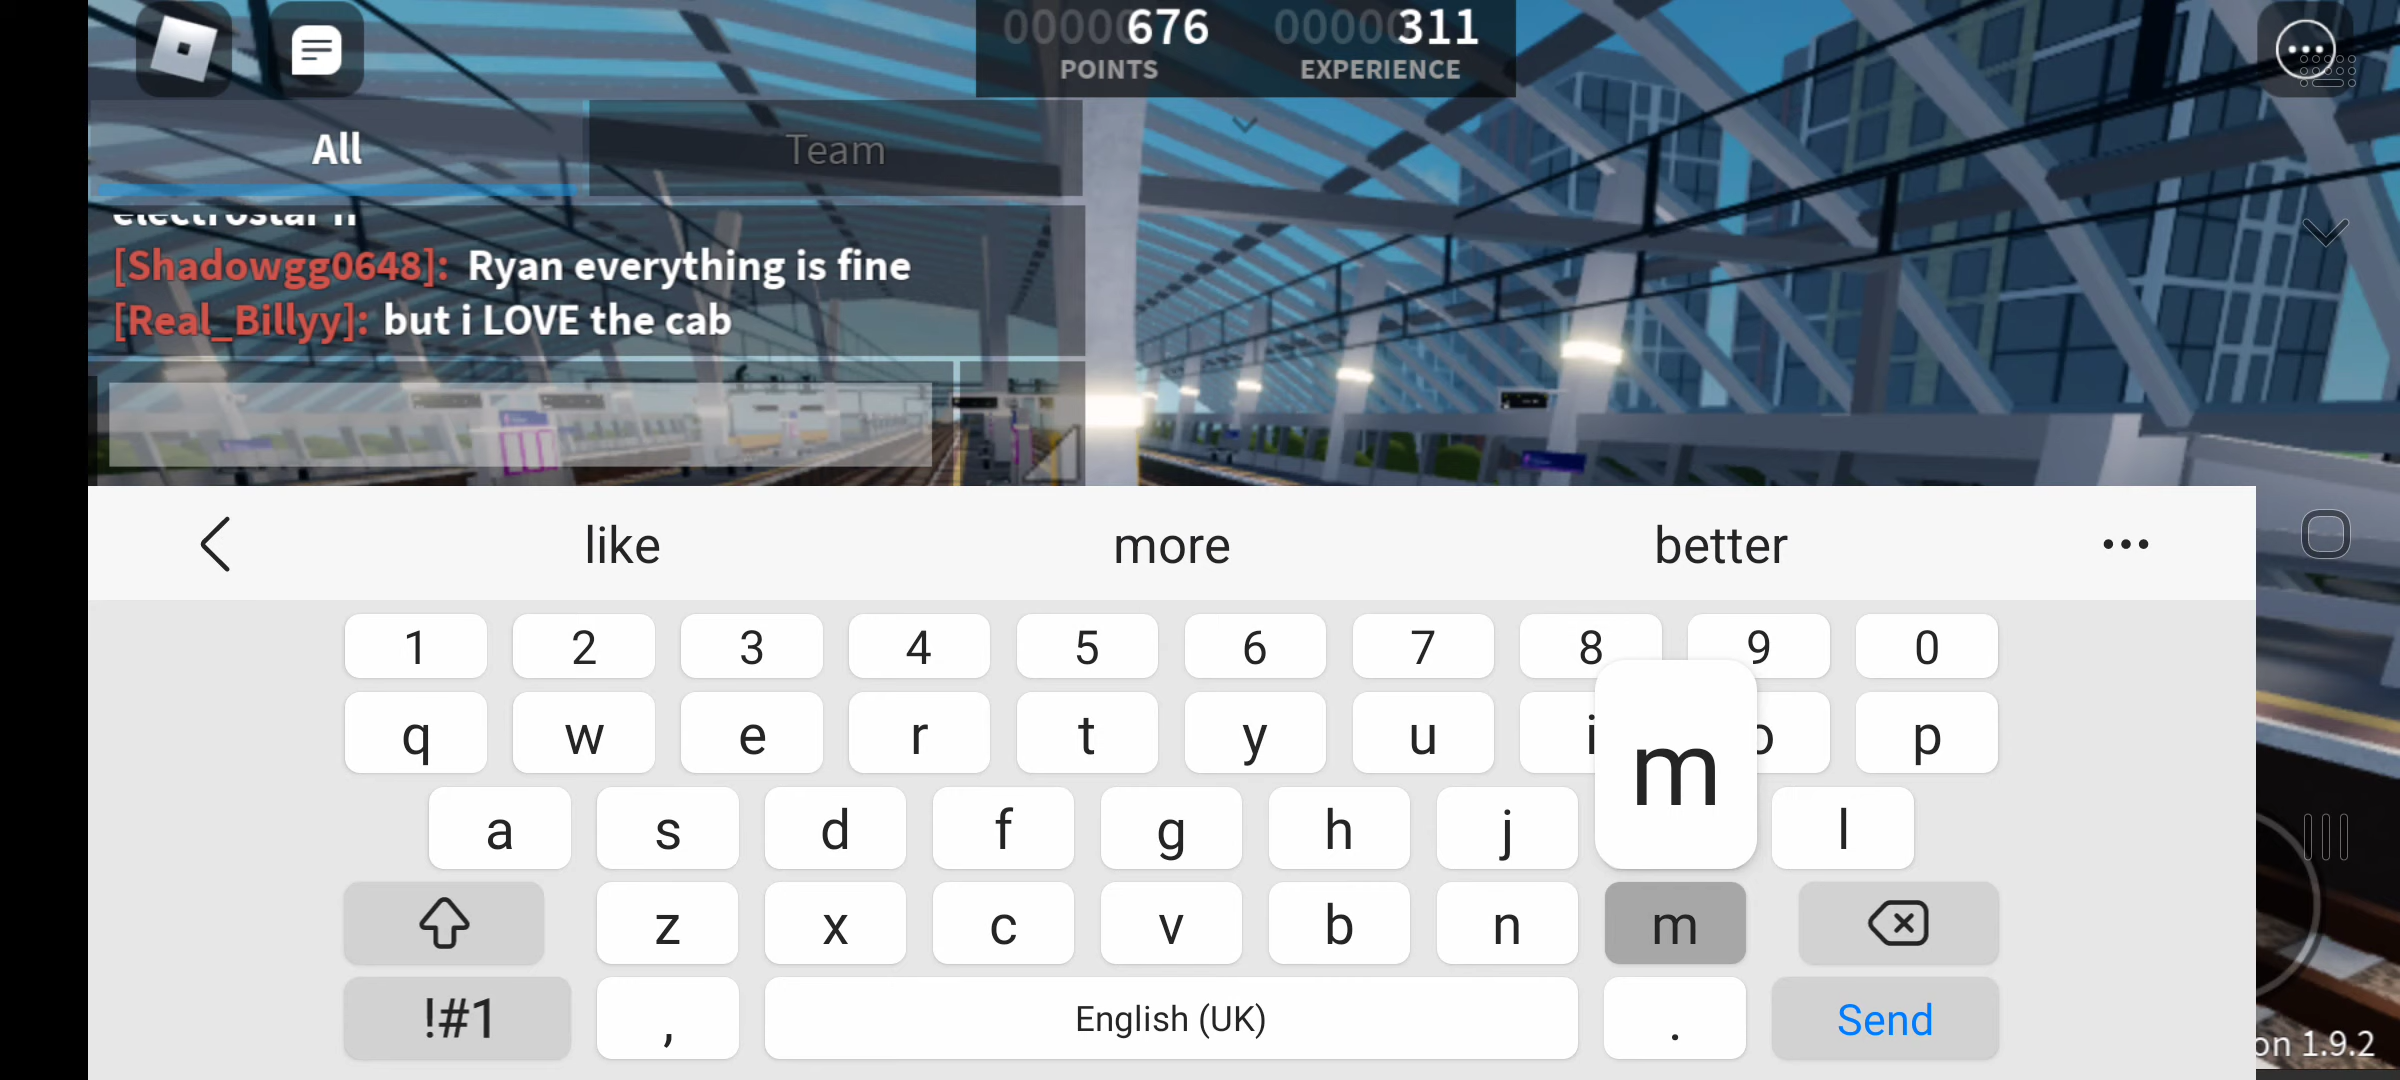 00000676 00000311
POINTS EXPERIENCE
All Team
electrostar n
[Shadowgg0648]: Ryan everything is fine
[Real_Billyy]: but i LOVE the cab
like more better
1 2 3 4 5 6 7 8 9 0
q w e r t y u i o p
m
a s d f g h j l
z x c v b n m
!#1 , English (UK) . Send
on 1.9.2